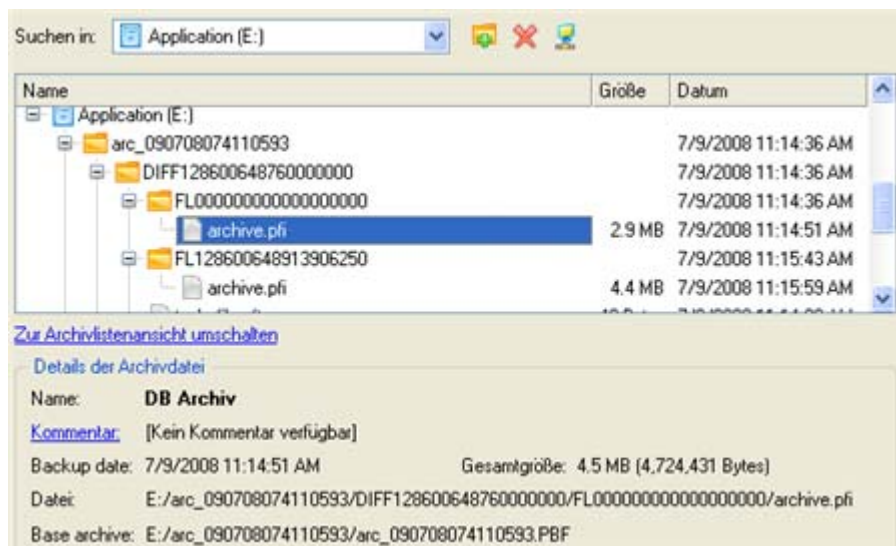 Suchen in: Application (E:)
Name Größe Datum
Application (E:)
arc_090708074110593 7/9/2008 11:14:36 AM
DIFF128600648760000000 7/9/2008 11:14:36 AM
FL000000000000000000 7/9/2008 11:14:36 AM
archive.pfi 2.9 MB 7/9/2008 11:14:51 AM
FL128600648913906250 7/9/2008 11:15:43 AM
archive.pfi 4.4 MB 7/9/2008 11:15:59 AM
Zur Archivlistenansicht umschalten
Details der Archivdatei
Name: DB Archiv
Kommentar: [Kein Kommentar verfügbar]
Backup date: 7/9/2008 11:14:51 AM Gesamtgröße: 4.5 MB (4,724,431 Bytes)
Datei: E:/arc_090708074110593/DIFF128600648760000000/FL000000000000000000/archive.pfi
Base archive: E:/arc_090708074110593/arc_090708074110593.PBF